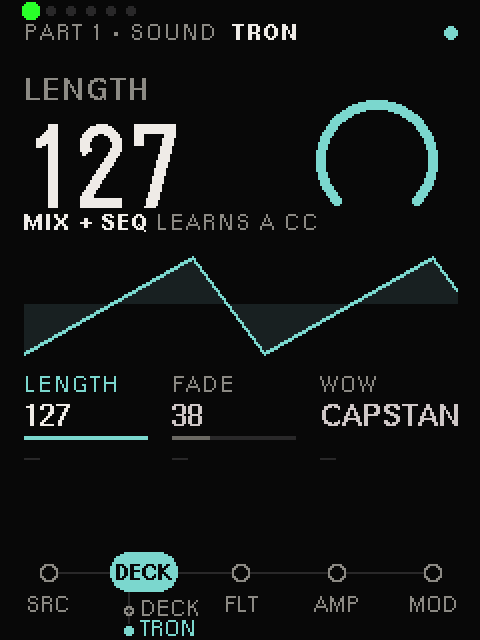 PART 1 · SOUND TRON
LENGTH
127
MIX + SEQ LEARNS A CC
LENGTH FADE WOW
127 38 CAPSTAN
— — —
DECK
SRC DECK FLT AMP MOD
TRON